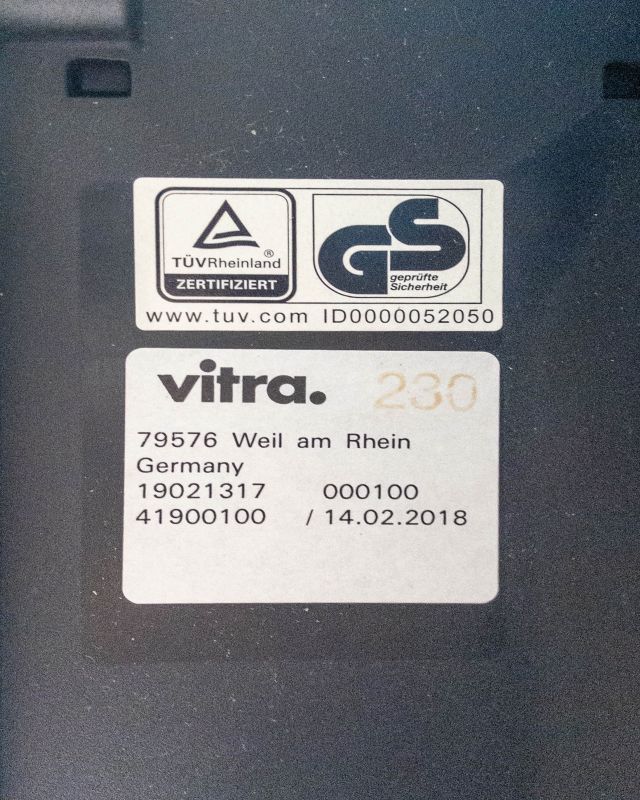 TÜVRheinland®
ZERTIFIZIERT
GS
geprüfte
Sicherheit
www.tuv.com ID0000052050
vitra. 230
79576 Weil am Rhein
Germany
19021317 000100
41900100 / 14.02.2018